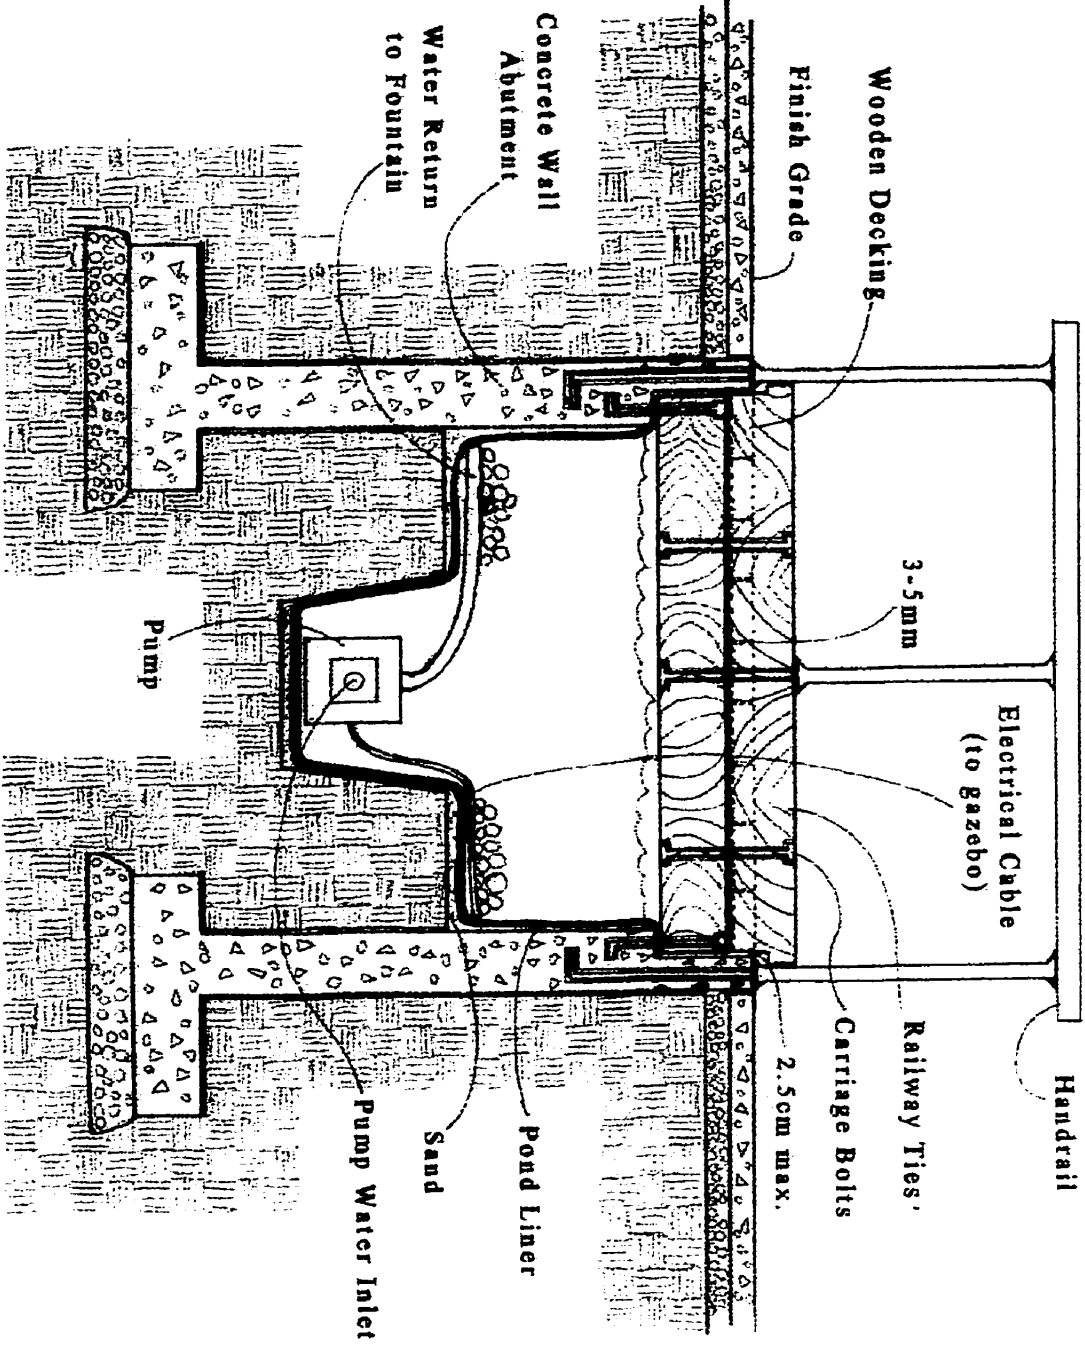 Handrail
Electrical Cable
(to gazebo)
Railway Ties
Carriage Bolts
2.5cm max.
3-5mm
Wooden Decking
Finish Grade
Concrete Wall
Abutment
Water Return
to Fountain
Pond Liner
Sand
Pump Water Inlet
Pump